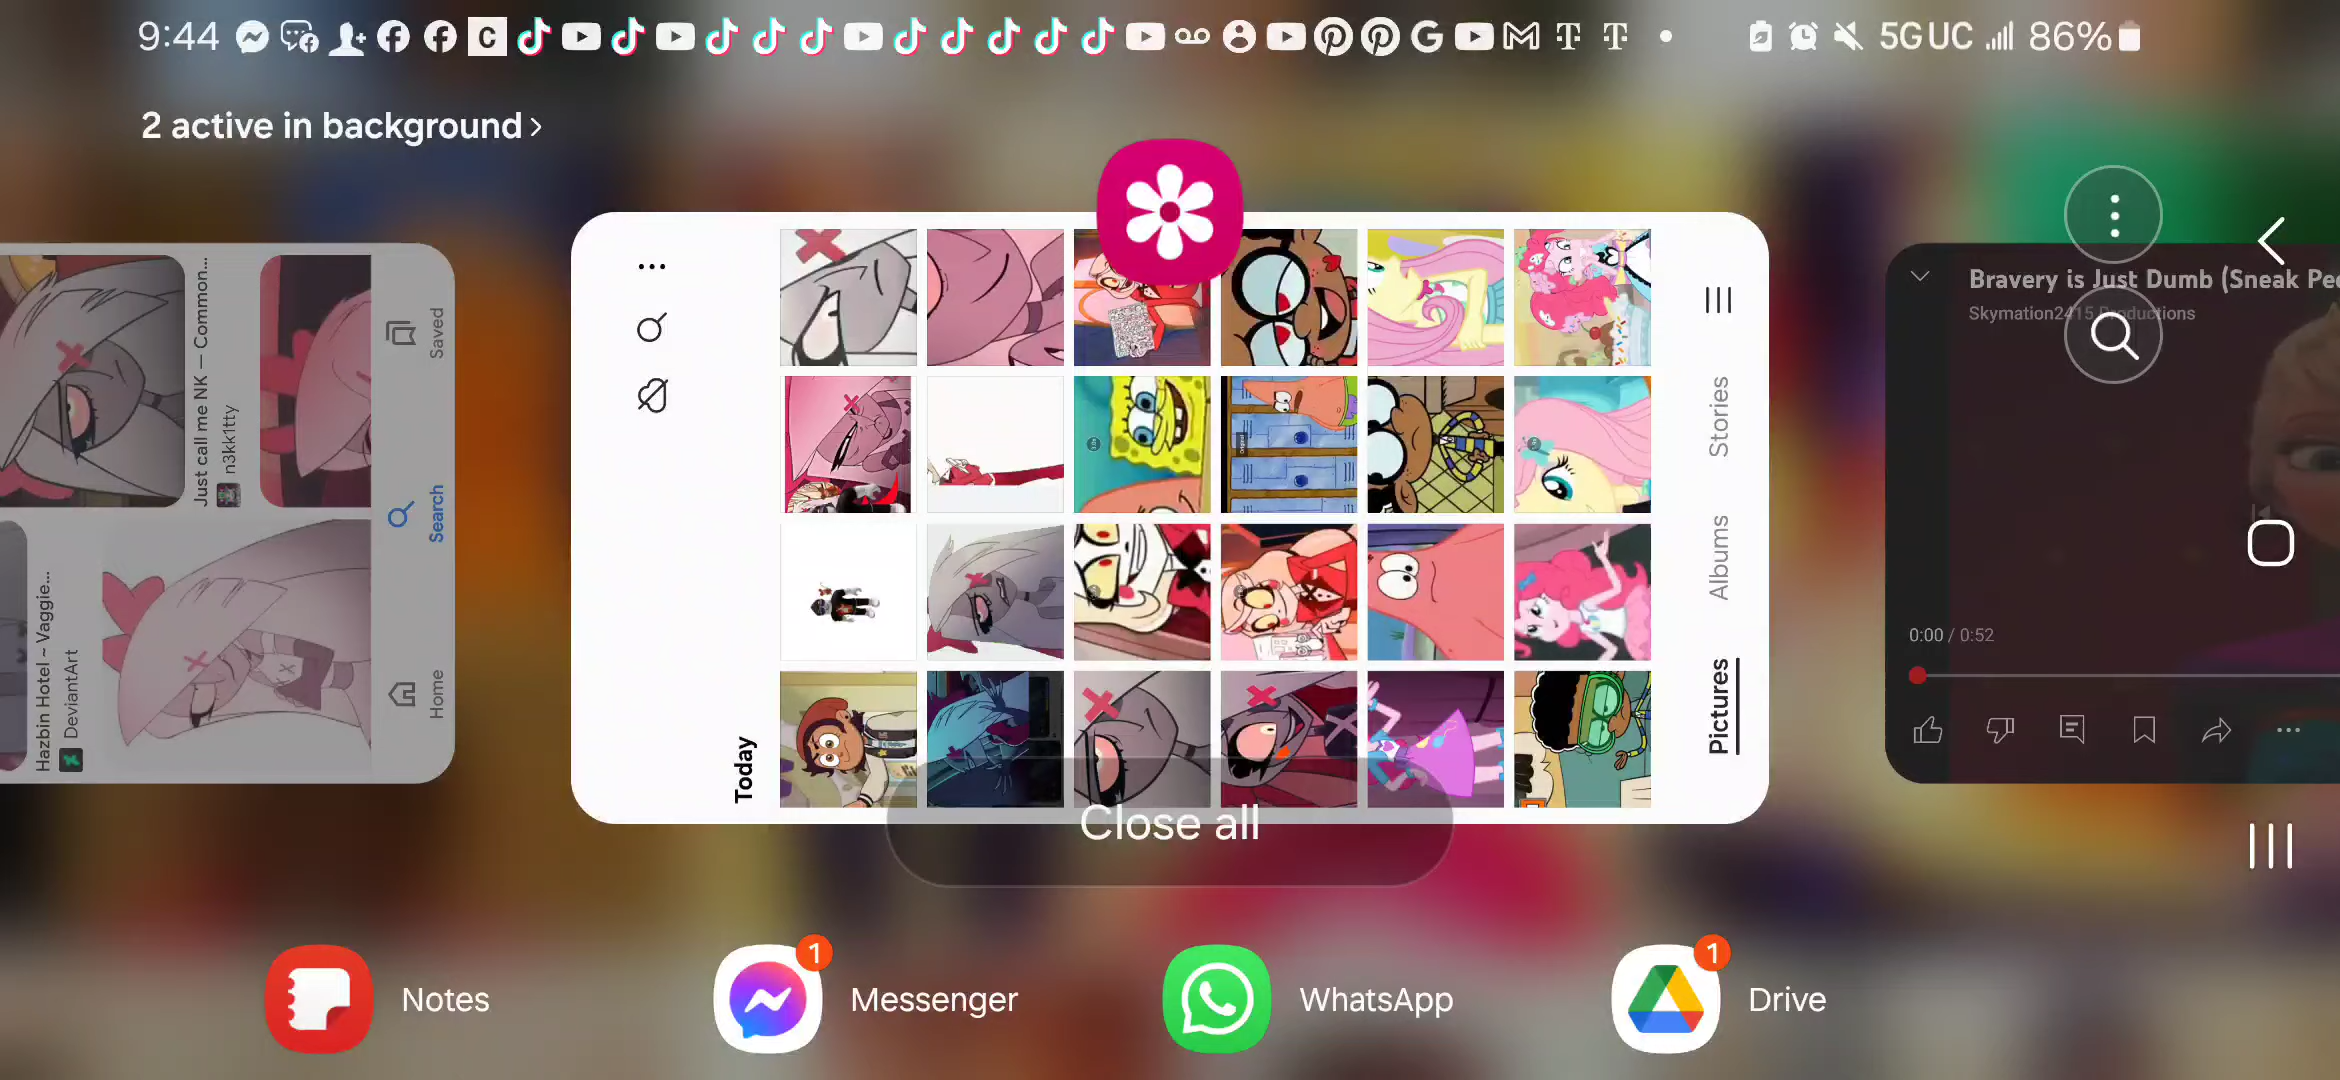 9:44
5G UC 86%
2 active in background >
Just call me NK — Common...
n3kk1tty
Hazbin Hotel ~ Vaggie...
DeviantArt
Saved
Search
Home
Today
Stories
Albums
Pictures
Bravery is Just Dumb (Sneak Pe
Skymation2415 Productions
0:00 / 0:52
Close all
Notes
1
Messenger
WhatsApp
1
Drive